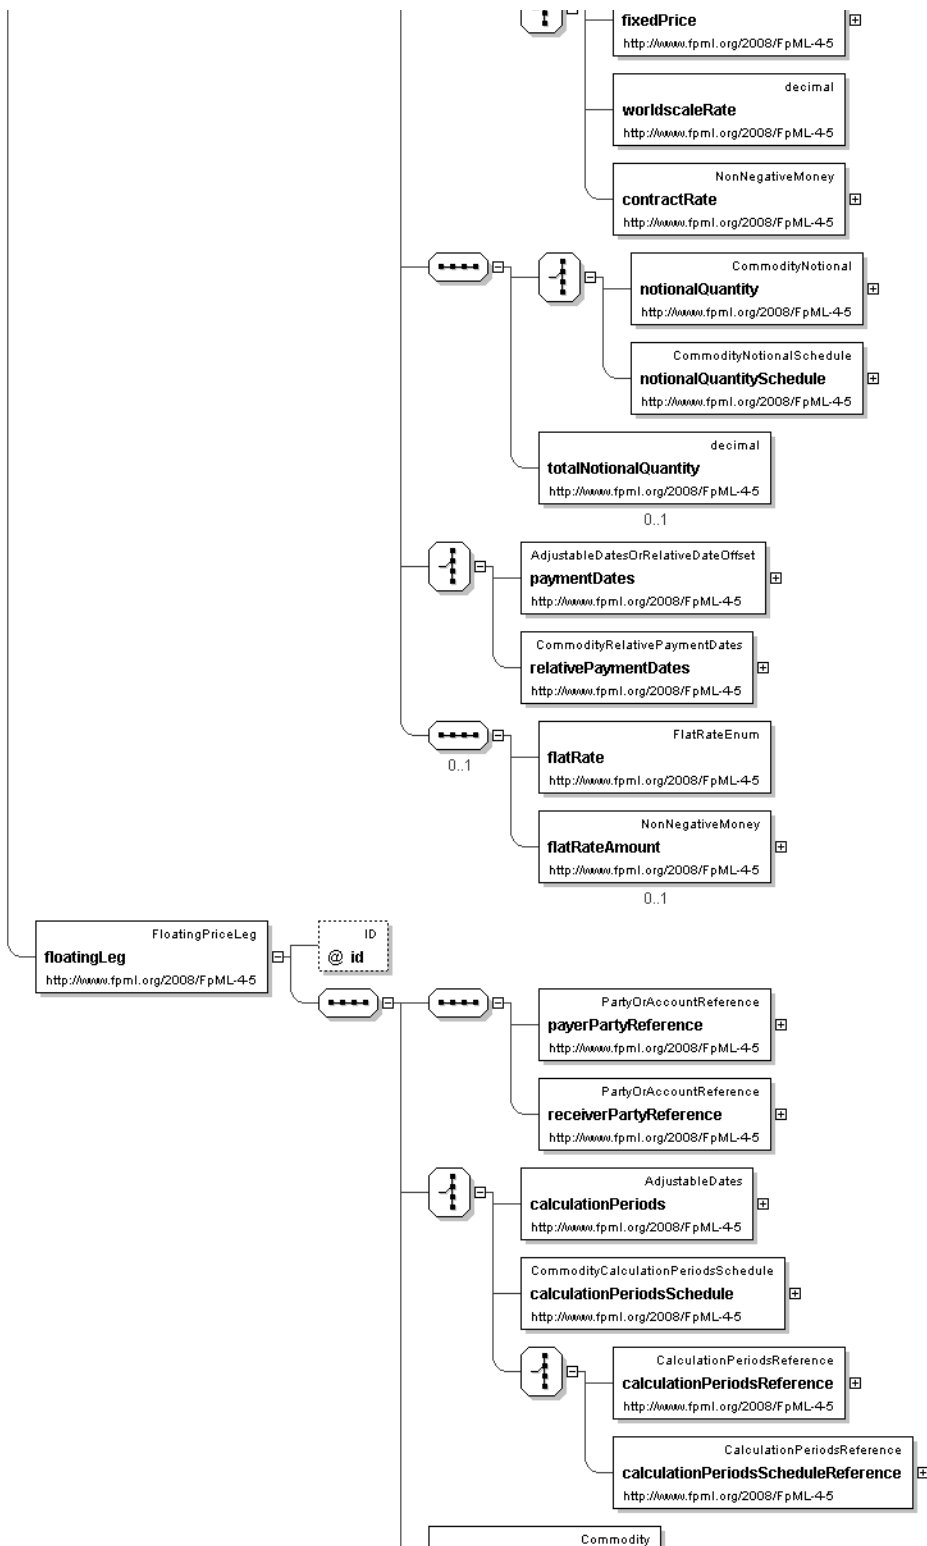 fixedPrice
http://www.fpml.org/2008/FpML-4-5
decimal
worldscaleRate
http://www.fpml.org/2008/FpML-4-5
NonNegativeMoney
contractRate
http://www.fpml.org/2008/FpML-4-5
CommodityNotional
notionalQuantity
http://www.fpml.org/2008/FpML-4-5
CommodityNotionalSchedule
notionalQuantitySchedule
http://www.fpml.org/2008/FpML-4-5
decimal
totalNotionalQuantity
http://www.fpml.org/2008/FpML-4-5
0..1
AdjustableDatesOrRelativeDateOffset
paymentDates
http://www.fpml.org/2008/FpML-4-5
CommodityRelativePaymentDates
relativePaymentDates
http://www.fpml.org/2008/FpML-4-5
FlatRateEnum
flatRate
http://www.fpml.org/2008/FpML-4-5
0..1
NonNegativeMoney
flatRateAmount
http://www.fpml.org/2008/FpML-4-5
0..1
FloatingPriceLeg
floatingLeg
http://www.fpml.org/2008/FpML-4-5
ID
@ id
PartyOrAccountReference
payerPartyReference
http://www.fpml.org/2008/FpML-4-5
PartyOrAccountReference
receiverPartyReference
http://www.fpml.org/2008/FpML-4-5
AdjustableDates
calculationPeriods
http://www.fpml.org/2008/FpML-4-5
CommodityCalculationPeriodsSchedule
calculationPeriodsSchedule
http://www.fpml.org/2008/FpML-4-5
CalculationPeriodsReference
calculationPeriodsReference
http://www.fpml.org/2008/FpML-4-5
CalculationPeriodsReference
calculationPeriodsScheduleReference
http://www.fpml.org/2008/FpML-4-5
Commodity